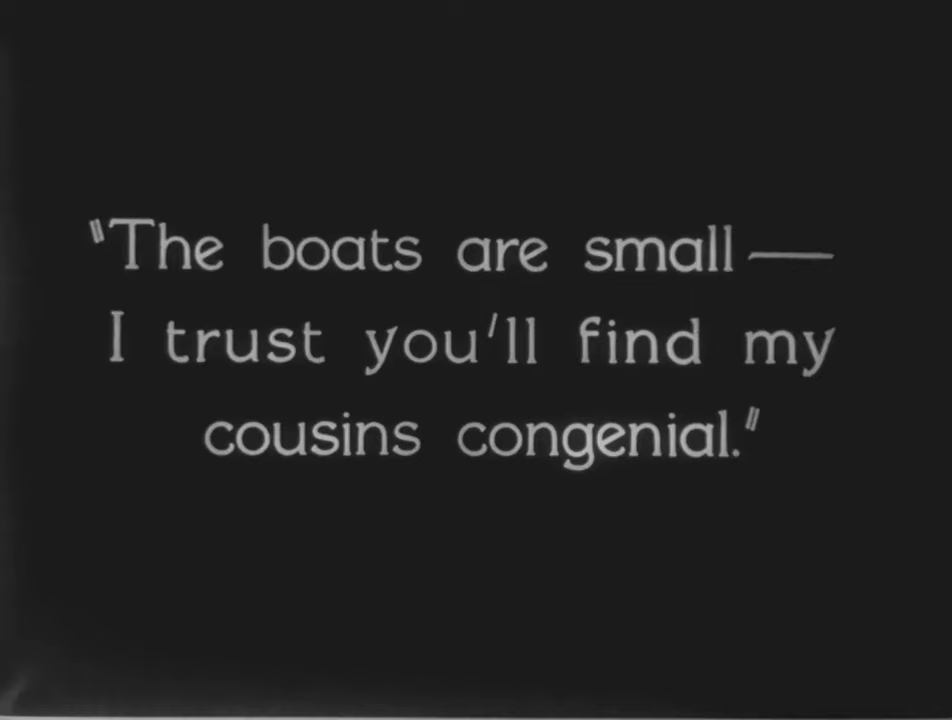 "The boats are small—
I trust you'll find my
cousins congenial."